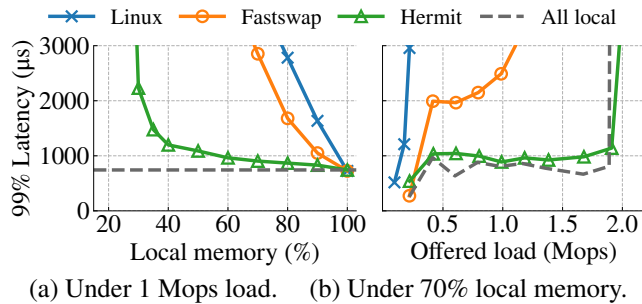 Linux Fastswap Hermit All local
99% Latency (μs)
3000
2000
1000
0
20 40 60 80 100
Local memory (%)
0.5 1.0 1.5 2.0
Offered load (Mops)
(a) Under 1 Mops load. (b) Under 70% local memory.